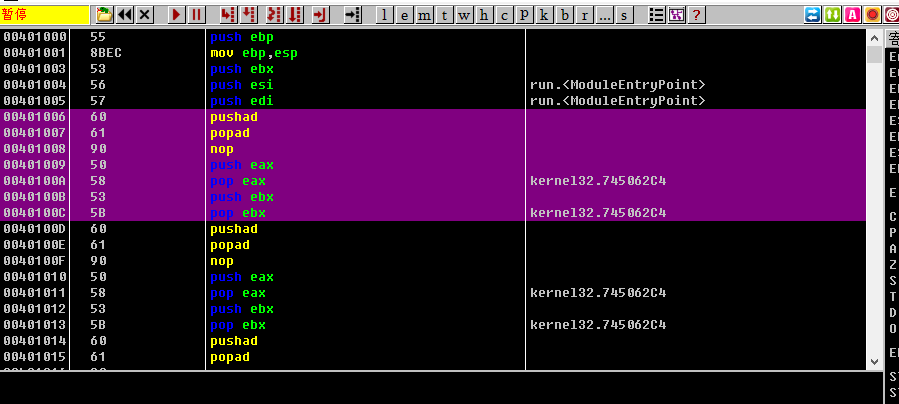 暂停 l e m t w h c p k b r ... s ?
00401000 55 push ebp
00401001 8BEC mov ebp,esp
00401003 53 push ebx
00401004 56 push esi run.<ModuleEntryPoint>
00401005 57 push edi run.<ModuleEntryPoint>
00401006 60 pushad
00401007 61 popad
00401008 90 nop
00401009 50 push eax
0040100A 58 pop eax kernel32.745062C4
0040100B 53 push ebx
0040100C 5B pop ebx kernel32.745062C4
0040100D 60 pushad
0040100E 61 popad
0040100F 90 nop
00401010 50 push eax
00401011 58 pop eax kernel32.745062C4
00401012 53 push ebx
00401013 5B pop ebx kernel32.745062C4
00401014 60 pushad
00401015 61 popad